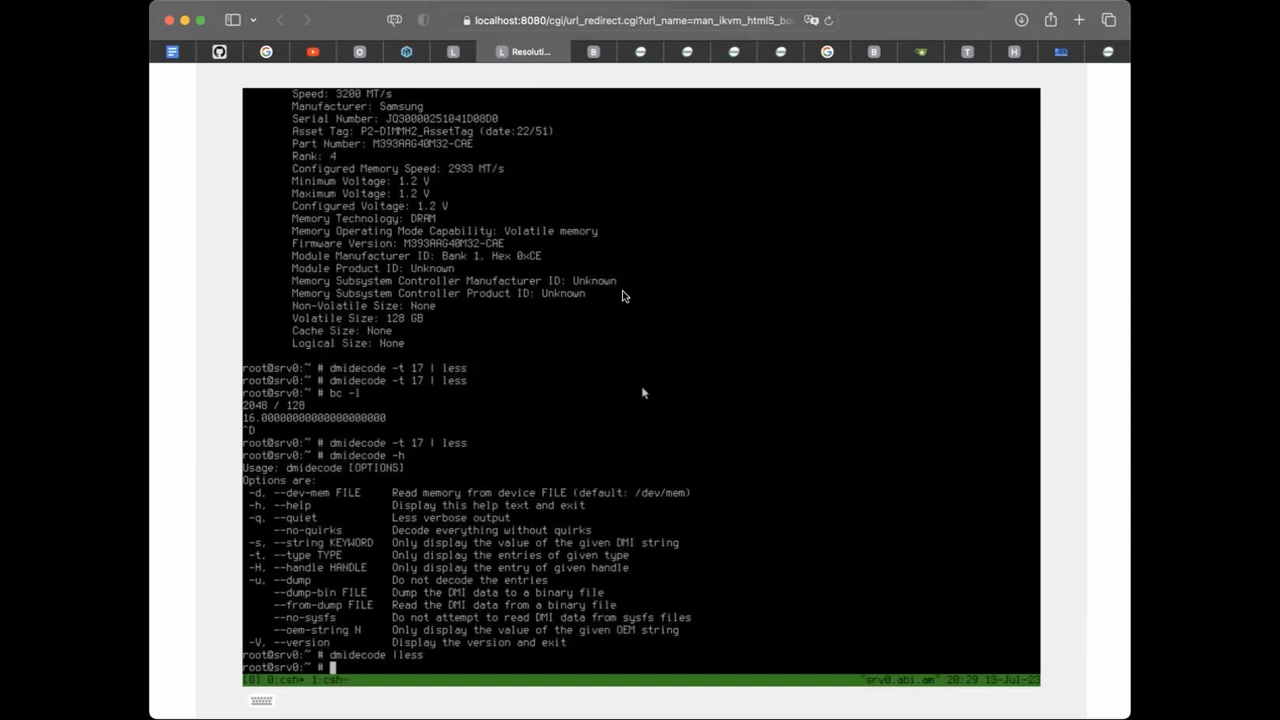 localhost:8080/cgi/url_redirect.cgi?url_name=man_ikvm_html5_bo
L Resoluti...
Speed: 3200 MT/s
Manufacturer: Samsung
Serial Number: JQ30000251041D08D0
Asset Tag: P2-DIMMH2_AssetTag (date:22/51)
Part Number: M393AAG40M32-CAE
Rank: 4
Configured Memory Speed: 2933 MT/s
Minimum Voltage: 1.2 V
Maximum Voltage: 1.2 V
Configured Voltage: 1.2 V
Memory Technology: DRAM
Memory Operating Mode Capability: Volatile memory
Firmware Version: M393AAG40M32-CAE
Module Manufacturer ID: Bank 1, Hex 0xCE
Module Product ID: Unknown
Memory Subsystem Controller Manufacturer ID: Unknown
Memory Subsystem Controller Product ID: Unknown
Non-Volatile Size: None
Volatile Size: 128 GB
Cache Size: None
Logical Size: None
root@srv0:~ # dmidecode -t 17 | less
root@srv0:~ # dmidecode -t 17 | less
root@srv0:~ # bc -l
2048 / 128
16.00000000000000000000
^D
root@srv0:~ # dmidecode -t 17 | less
root@srv0:~ # dmidecode -h
Usage: dmidecode [OPTIONS]
Options are:
-d, --dev-mem FILE Read memory from device FILE (default: /dev/mem)
-h, --help Display this help text and exit
-q, --quiet Less verbose output
--no-quirks Decode everything without quirks
-s, --string KEYWORD Only display the value of the given DMI string
-t, --type TYPE Only display the entries of given type
-H, --handle HANDLE Only display the entry of given handle
-u, --dump Do not decode the entries
--dump-bin FILE Dump the DMI data to a binary file
--from-dump FILE Read the DMI data from a binary file
--no-sysfs Do not attempt to read DMI data from sysfs files
--oem-string N Only display the value of the given OEM string
-V, --version Display the version and exit
root@srv0:~ # dmidecode |less
root@srv0:~ #
[0] 0:csh* 1:csh- "srv0.abi.am" 20:29 13-Jul-23